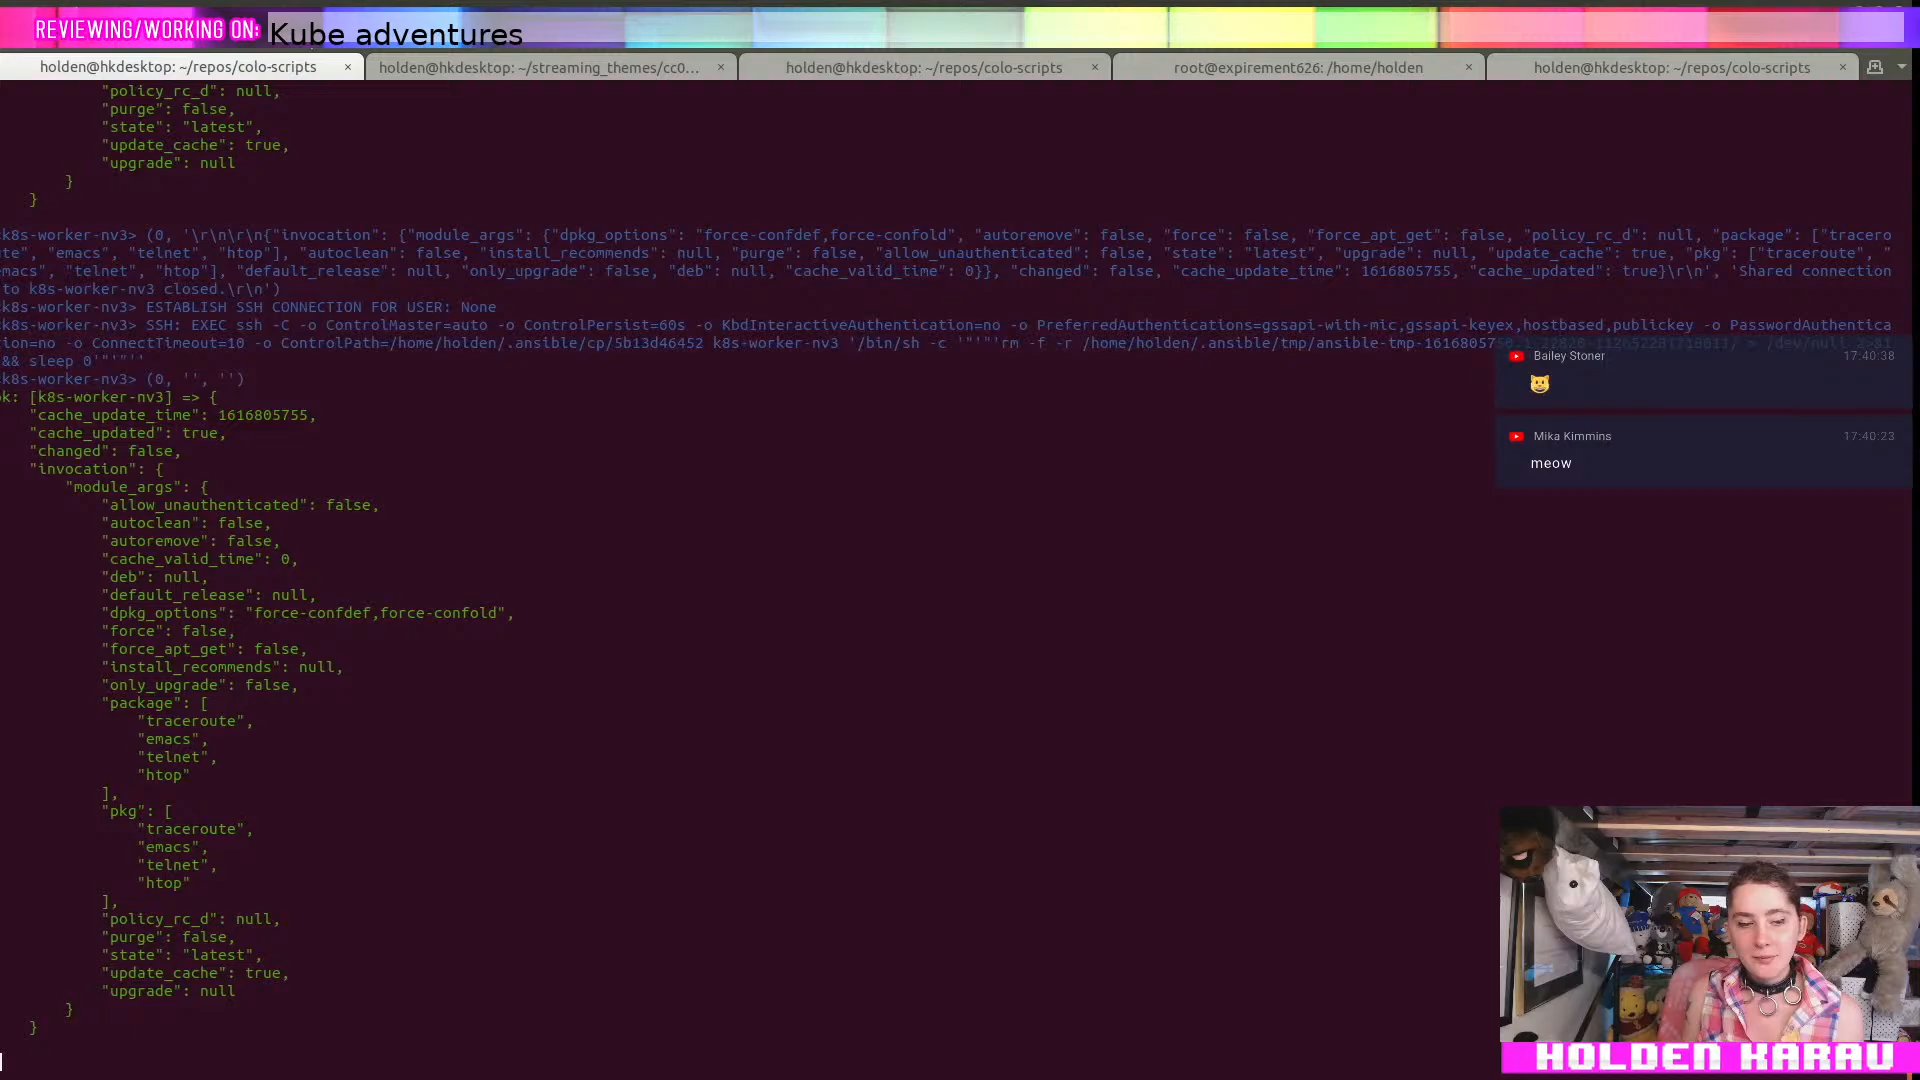 REVIEWING/WORKING ON: Kube adventures
holden@hkdesktop: ~/repos/colo-scripts × holden@hkdesktop: ~/streaming_themes/cc0... × holden@hkdesktop: ~/repos/colo-scripts × root@expirement626: /home/holden × holden@hkdesktop: ~/repos/colo-scripts ×
"policy_rc_d": null,
"purge": false,
"state": "latest",
"update_cache": true,
"upgrade": null
}
}
k8s-worker-nv3> (0, '\r\n\r\n{"invocation": {"module_args": {"dpkg_options": "force-confdef,force-confold", "autoremove": false, "force": false, "force_apt_get": false, "policy_rc_d": null, "package": ["tracero
ute", "emacs", "telnet", "htop"], "autoclean": false, "install_recommends": null, "purge": false, "allow_unauthenticated": false, "state": "latest", "upgrade": null, "update_cache": true, "pkg": ["traceroute", "
emacs", "telnet", "htop"], "default_release": null, "only_upgrade": false, "deb": null, "cache_valid_time": 0}}, "changed": false, "cache_update_time": 1616805755, "cache_updated": true}\r\n', 'Shared connection
to k8s-worker-nv3 closed.\r\n')
k8s-worker-nv3> ESTABLISH SSH CONNECTION FOR USER: None
k8s-worker-nv3> SSH: EXEC ssh -C -o ControlMaster=auto -o ControlPersist=60s -o KbdInteractiveAuthentication=no -o PreferredAuthentications=gssapi-with-mic,gssapi-keyex,hostbased,publickey -o PasswordAuthentica
ion=no -o ConnectTimeout=10 -o ControlPath=/home/holden/.ansible/cp/5b13d46452 k8s-worker-nv3 '/bin/sh -c '"'"'rm -f -r /home/holden/.ansible/tmp/ansible-tmp-1616805750 > /dev/null 2>&1
&& sleep 0'"'"''
k8s-worker-nv3> (0, '', '')
k: [k8s-worker-nv3] => {
"cache_update_time": 1616805755,
"cache_updated": true,
"changed": false,
"invocation": {
"module_args": {
"allow_unauthenticated": false,
"autoclean": false,
"autoremove": false,
"cache_valid_time": 0,
"deb": null,
"default_release": null,
"dpkg_options": "force-confdef,force-confold",
"force": false,
"force_apt_get": false,
"install_recommends": null,
"only_upgrade": false,
"package": [
"traceroute",
"emacs",
"telnet",
"htop"
],
"pkg": [
"traceroute",
"emacs",
"telnet",
"htop"
],
"policy_rc_d": null,
"purge": false,
"state": "latest",
"update_cache": true,
"upgrade": null
}
}
Bailey Stoner 17:40:38
😺
Mika Kimmins 17:40:23
meow
HOLDEN KARAU